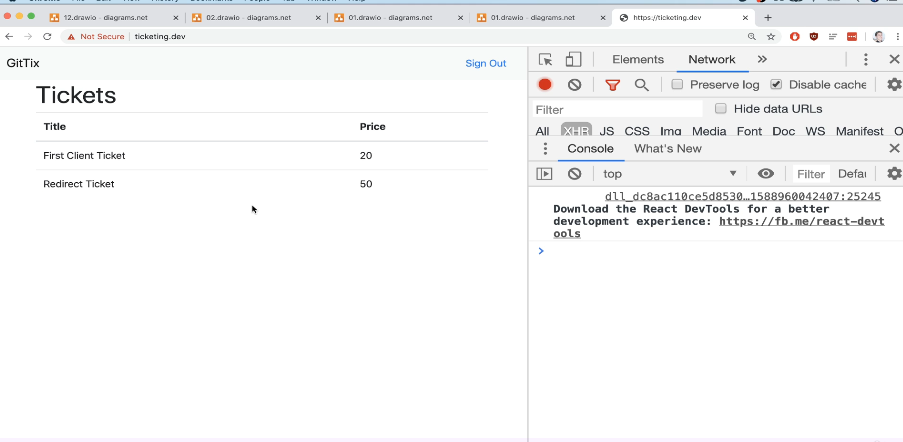 12.drawio – diagrams.net
02.drawio – diagrams.net
01.drawio – diagrams.net
01.drawio – diagrams.net
https://ticketing.dev
Not Secure
ticketing.dev
GitTix
Sign Out
Tickets
Title Price
First Client Ticket 20
Redirect Ticket 50
Elements Network
Preserve log Disable cache
Filter
Hide data URLs
All XHR JS CSS Img Media Font Doc WS Manifest
Console What's New
top Filter Defau
dll_dc8ac110ce5d8530…1588960042407:25245
Download the React DevTools for a better
development experience: https://fb.me/react-devt
ools